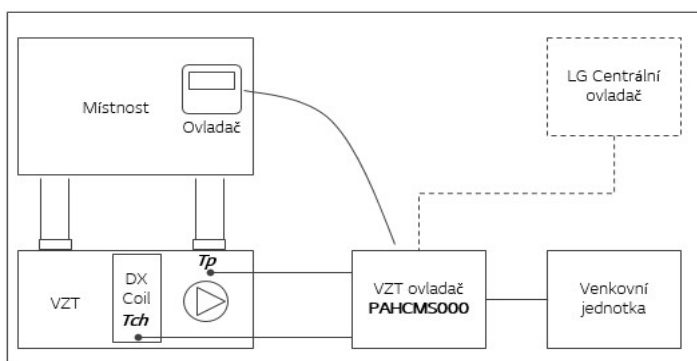 Místnost
Ovladač
LG Centrální
ovladač
VZT
DX
Coil
Tch
Tp
VZT ovladač
PAHCMS000
Venkovní
jednotka